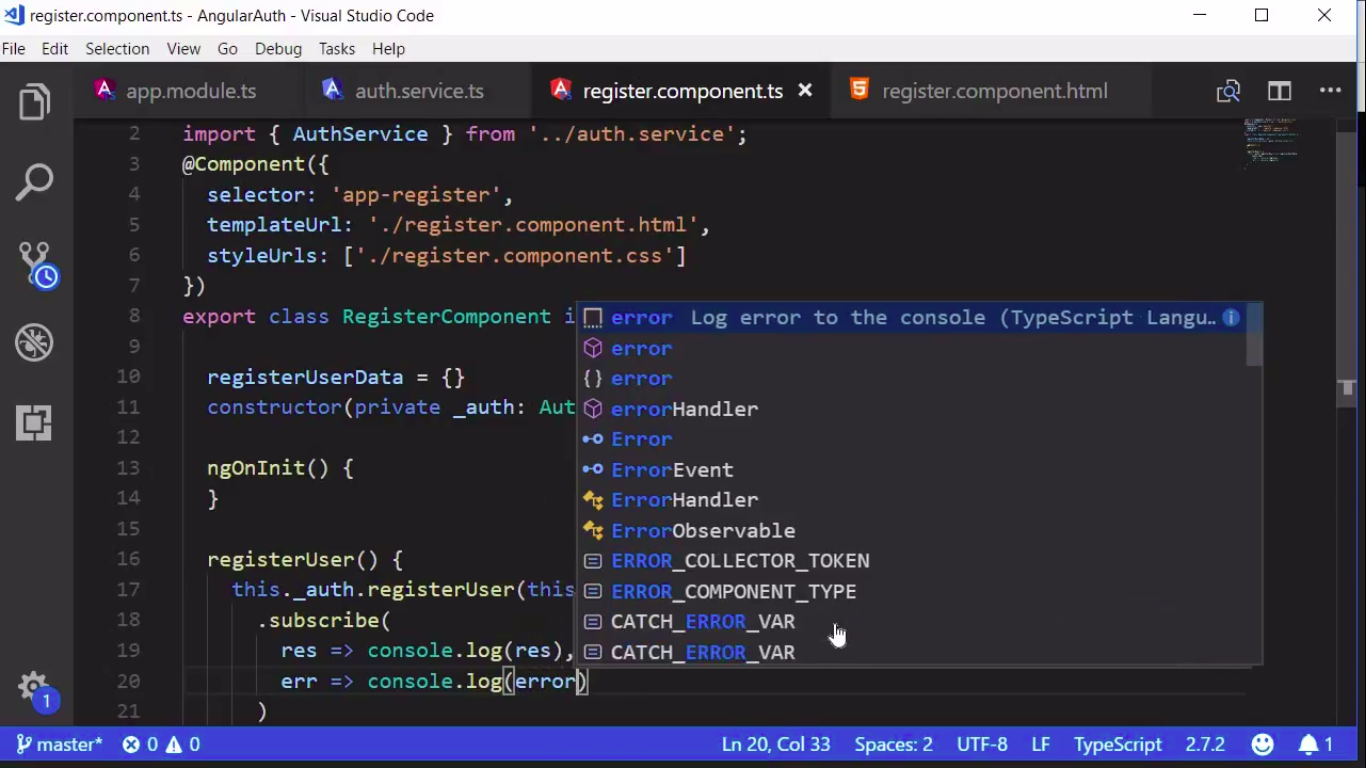 register.component.ts - AngularAuth - Visual Studio Code
File Edit Selection View Go Debug Tasks Help
app.module.ts auth.service.ts register.component.ts register.component.html
2 import { AuthService } from '../auth.service';
3 @Component({
4 selector: 'app-register',
5 templateUrl: './register.component.html',
6 styleUrls: ['./register.component.css']
7 })
8 export class RegisterComponent i
9
10 registerUserData = {}
11 constructor(private _auth: Aut
12
13 ngOnInit() {
14 }
15
16 registerUser() {
17 this._auth.registerUser(this
18 .subscribe(
19 res => console.log(res),
20 err => console.log(error)
21 )
error Log error to the console (TypeScript Langu…
error
{} error
errorHandler
Error
ErrorEvent
ErrorHandler
ErrorObservable
ERROR_COLLECTOR_TOKEN
ERROR_COMPONENT_TYPE
CATCH_ERROR_VAR
CATCH_ERROR_VAR
1
master* 0 0 Ln 20, Col 33 Spaces: 2 UTF-8 LF TypeScript 2.7.2 1